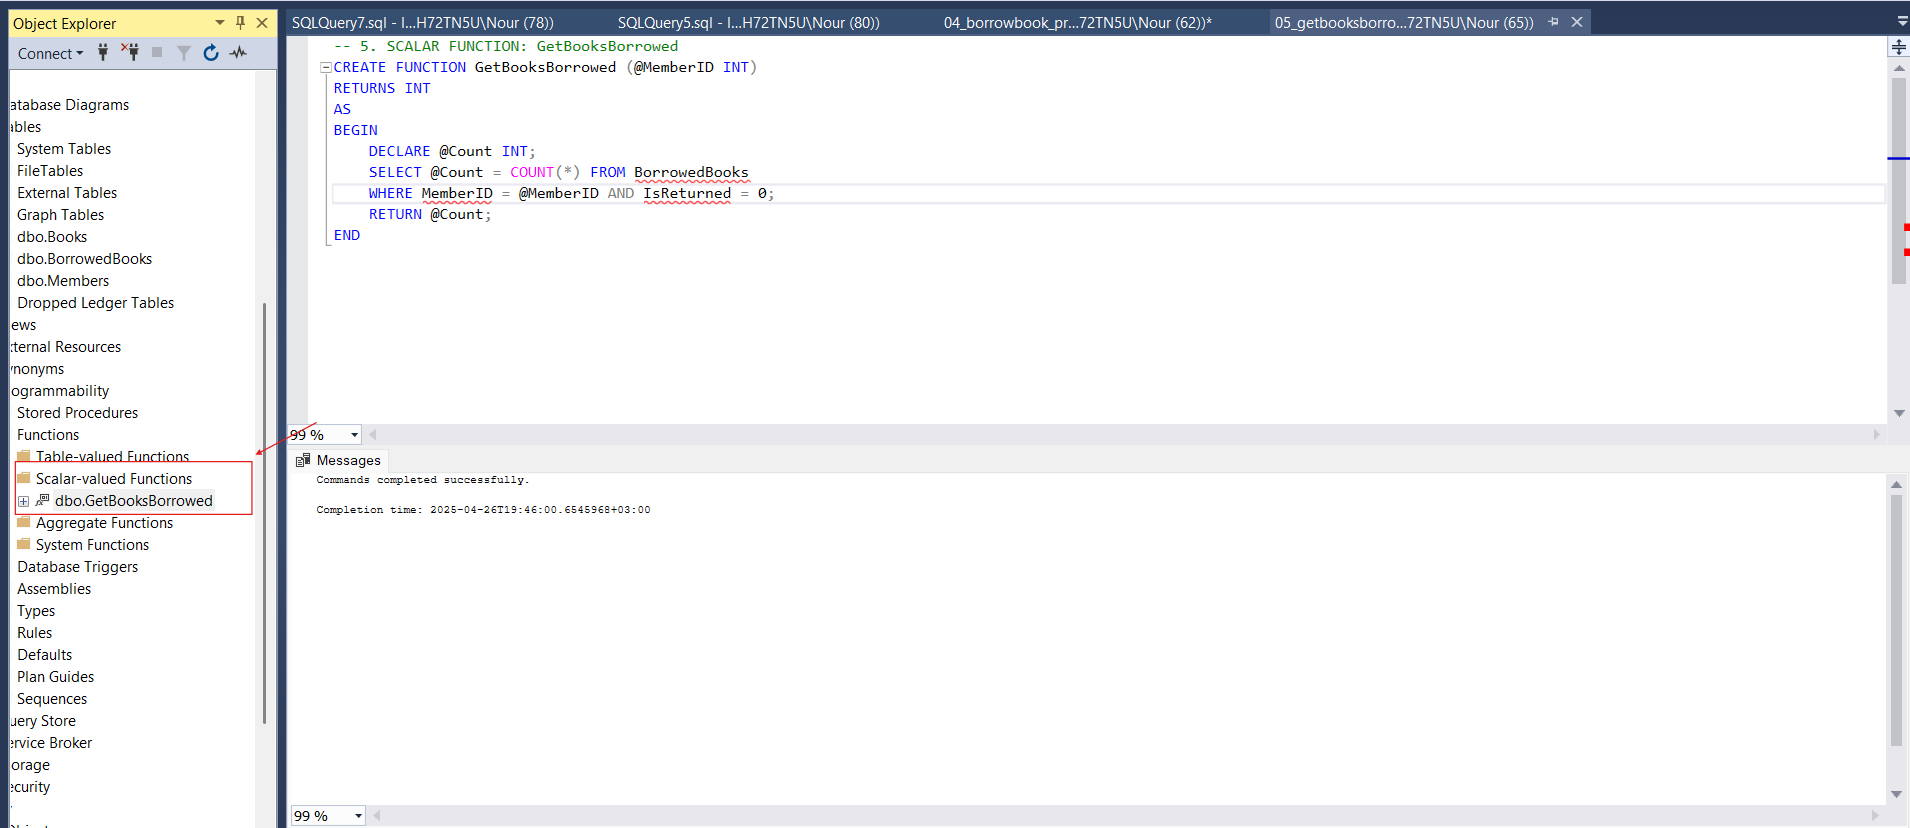 Object Explorer
Connect
atabase Diagrams
ables
System Tables
FileTables
External Tables
Graph Tables
dbo.Books
dbo.BorrowedBooks
dbo.Members
Dropped Ledger Tables
ews
ternal Resources
nonyms
ogrammability
Stored Procedures
Functions
Table-valued Functions
Scalar-valued Functions
dbo.GetBooksBorrowed
Aggregate Functions
System Functions
Database Triggers
Assemblies
Types
Rules
Defaults
Plan Guides
Sequences
uery Store
ervice Broker
orage
ecurity
SQLQuery7.sql - I...H72TN5U\Nour (78))
SQLQuery5.sql - I...H72TN5U\Nour (80))
04_borrowbook_pr...72TN5U\Nour (62))*
05_getbooksborro...72TN5U\Nour (65))
-- 5. SCALAR FUNCTION: GetBooksBorrowed
CREATE FUNCTION GetBooksBorrowed (@MemberID INT)
RETURNS INT
AS
BEGIN
DECLARE @Count INT;
SELECT @Count = COUNT(*) FROM BorrowedBooks
WHERE MemberID = @MemberID AND IsReturned = 0;
RETURN @Count;
END
99 %
Messages
Commands completed successfully.
Completion time: 2025-04-26T19:46:00.6545968+03:00
99 %